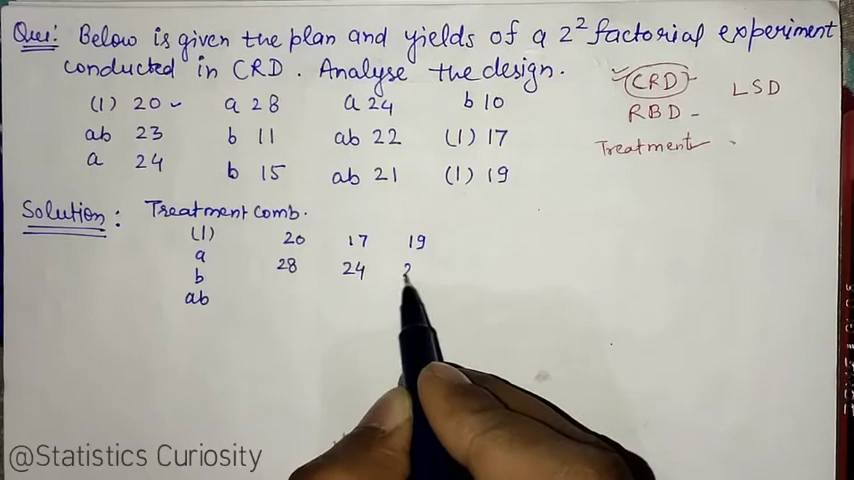 Que: Below is given the plan and yields of a 2² factorial experiment
conducted in CRD. Analyse the design.
(1) 20 a 28 a 24 b 10
ab 23 b 11 ab 22 (1) 17
a 24 b 15 ab 21 (1) 19
CRD
RBD -
LSD
Treatment
Solution: Treatment comb.
(1) 20 17 19
a 28 24 2
b
ab
@Statistics Curiosity